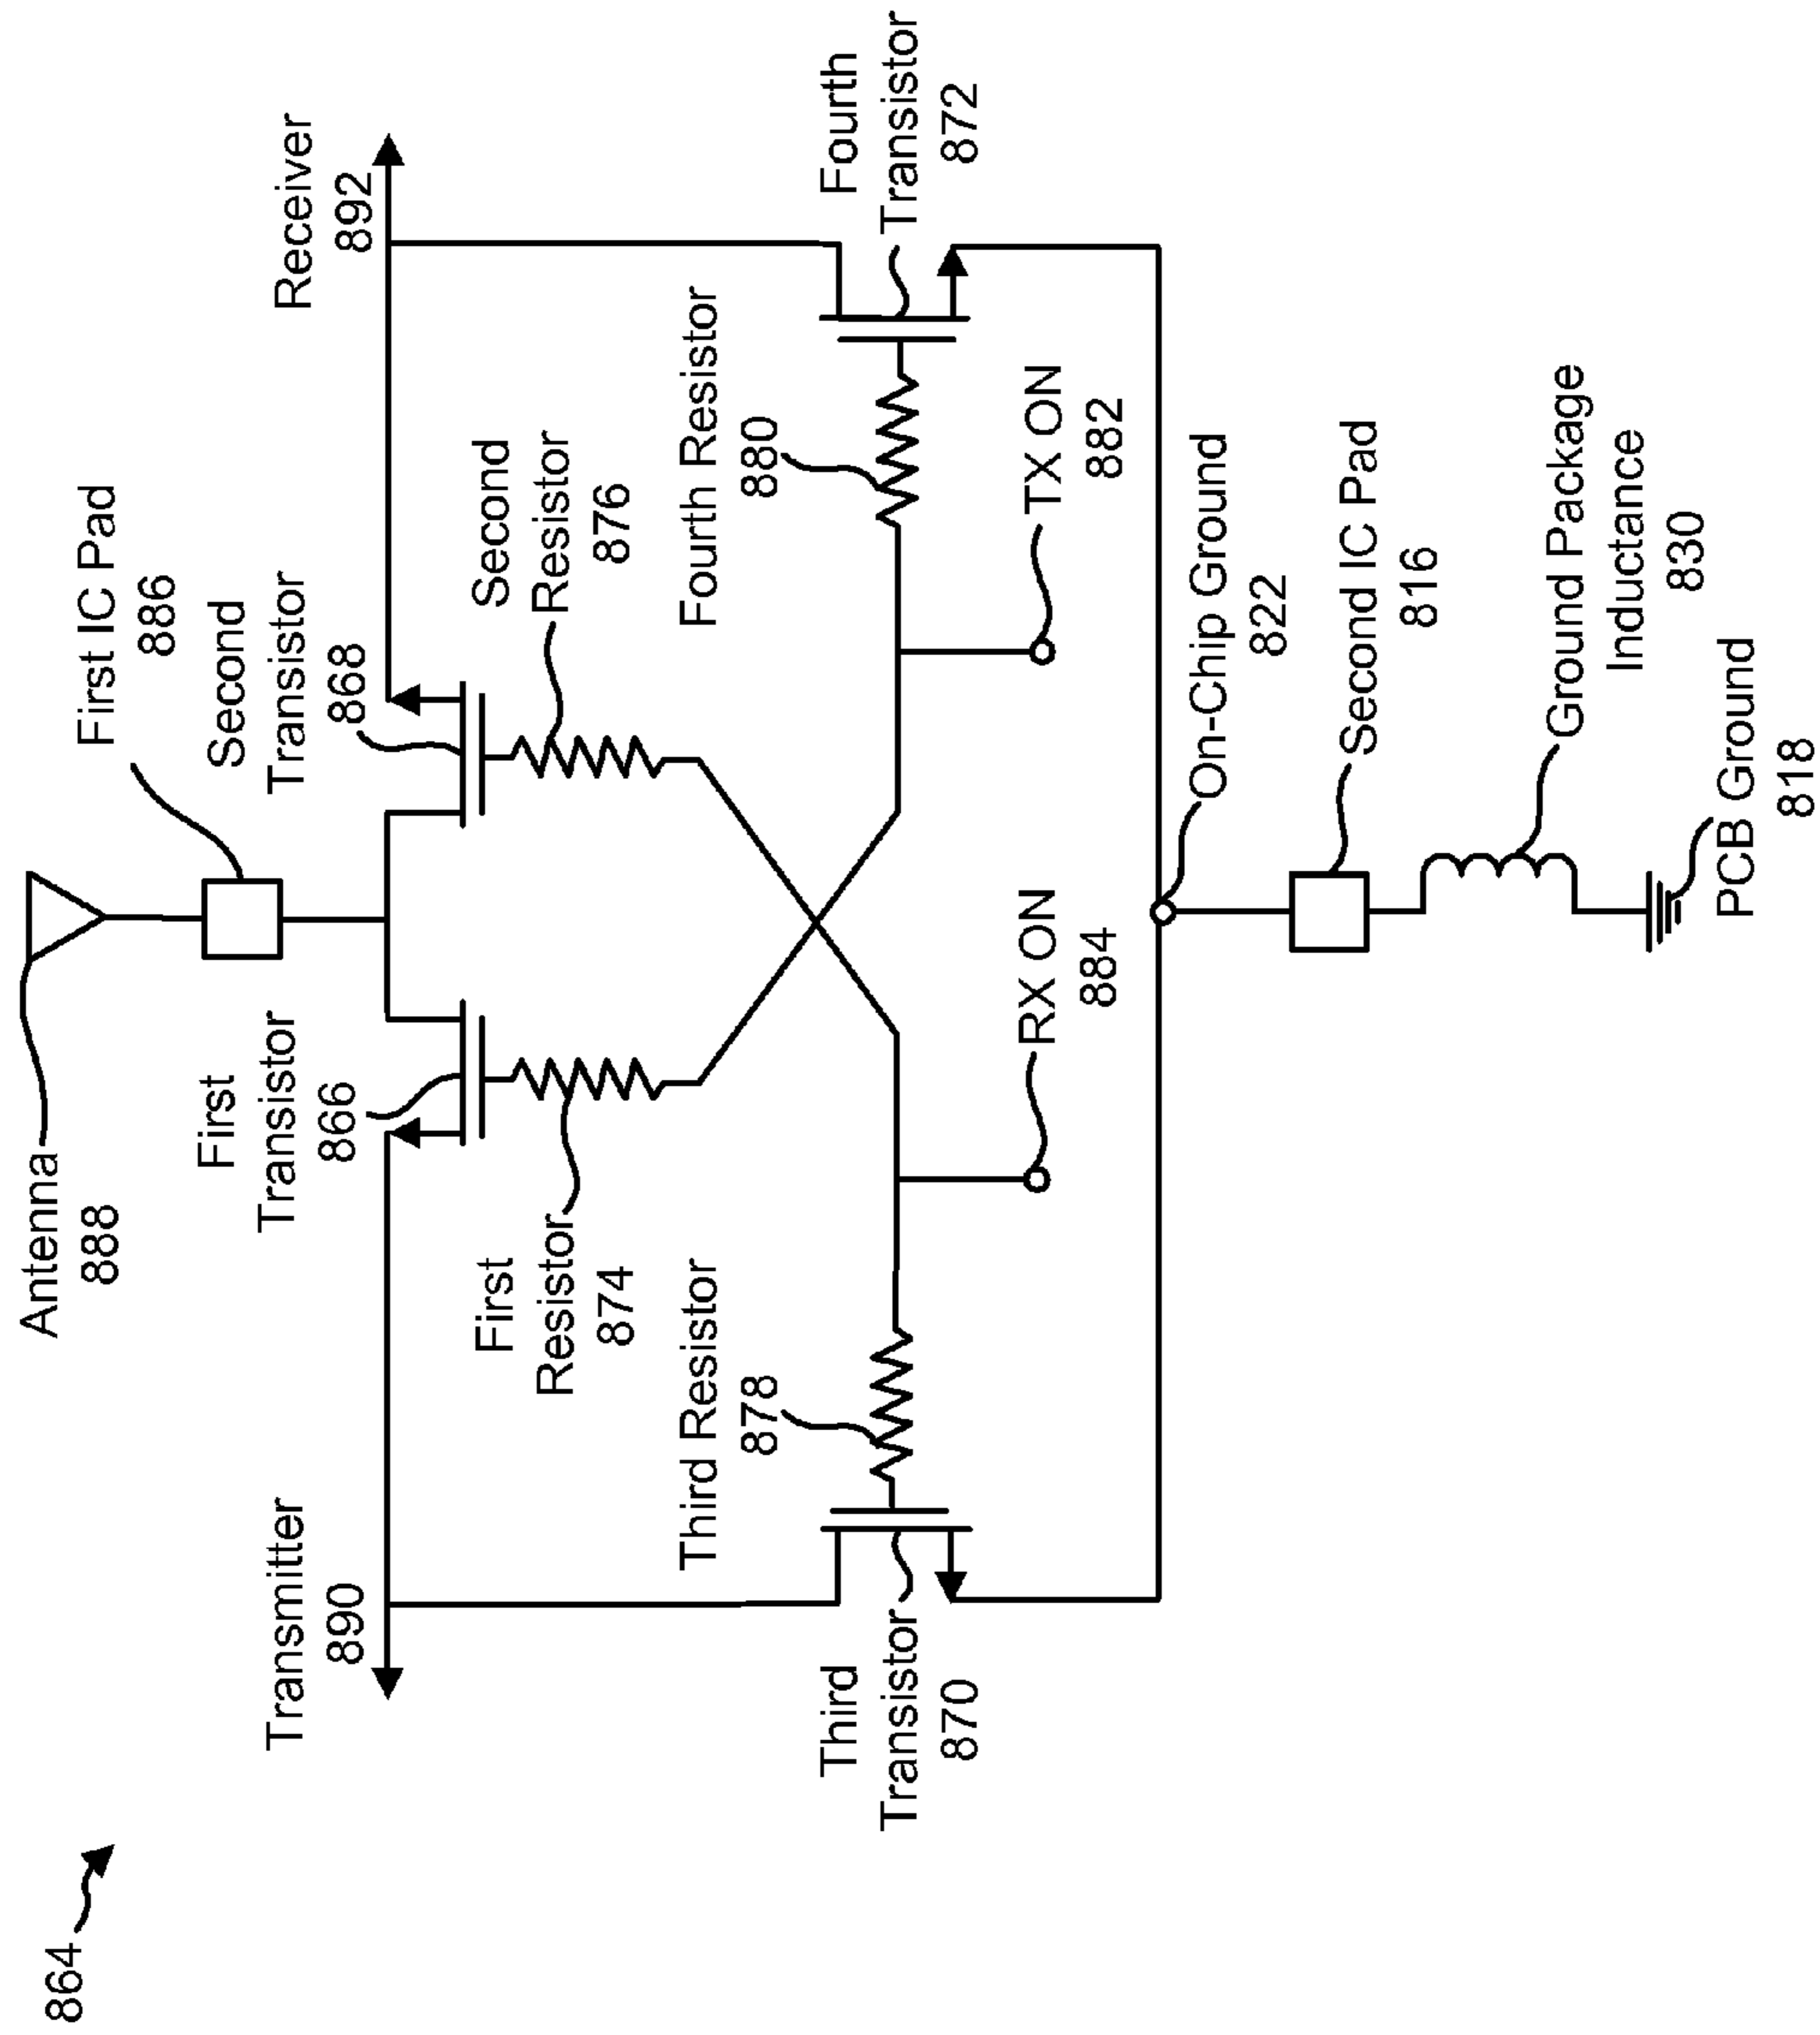 864
Antenna
888
First IC Pad
886
Transmitter
890
First
Transistor
866
Second
Transistor
868
Receiver
892
First
Resistor
874
Second
Resistor
876
Third Resistor
878
Fourth Resistor
880
Third
Transistor
870
Fourth
Transistor
872
RX ON
884
TX ON
882
On-Chip Ground
822
Second IC Pad
816
Ground Package
Inductance
830
PCB Ground
818